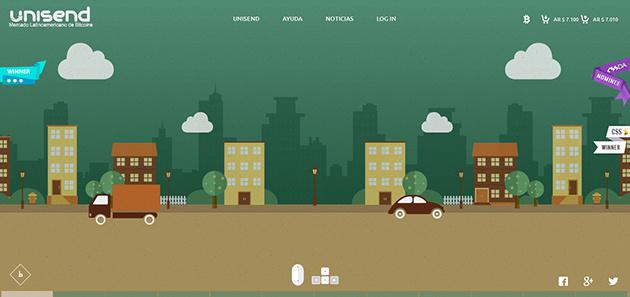 unisend
Mercado Latinoamericano de Bitcoins
UNISEND AYUDA NOTICIAS LOG IN
AR $ 7.100 AR $ 7.010
WINNER
NOMINEE
CSS
WINNER